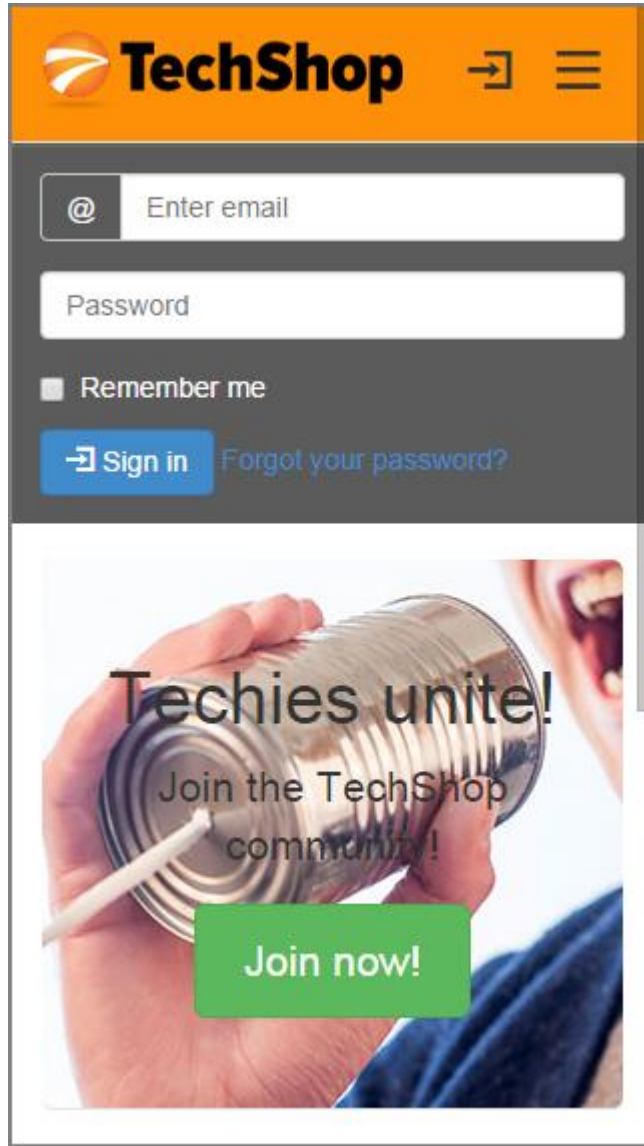 TechShop
@ Enter email
Password
Remember me
Sign in Forgot your password?
Techies unite!
Join the TechShop
community!
Join now!